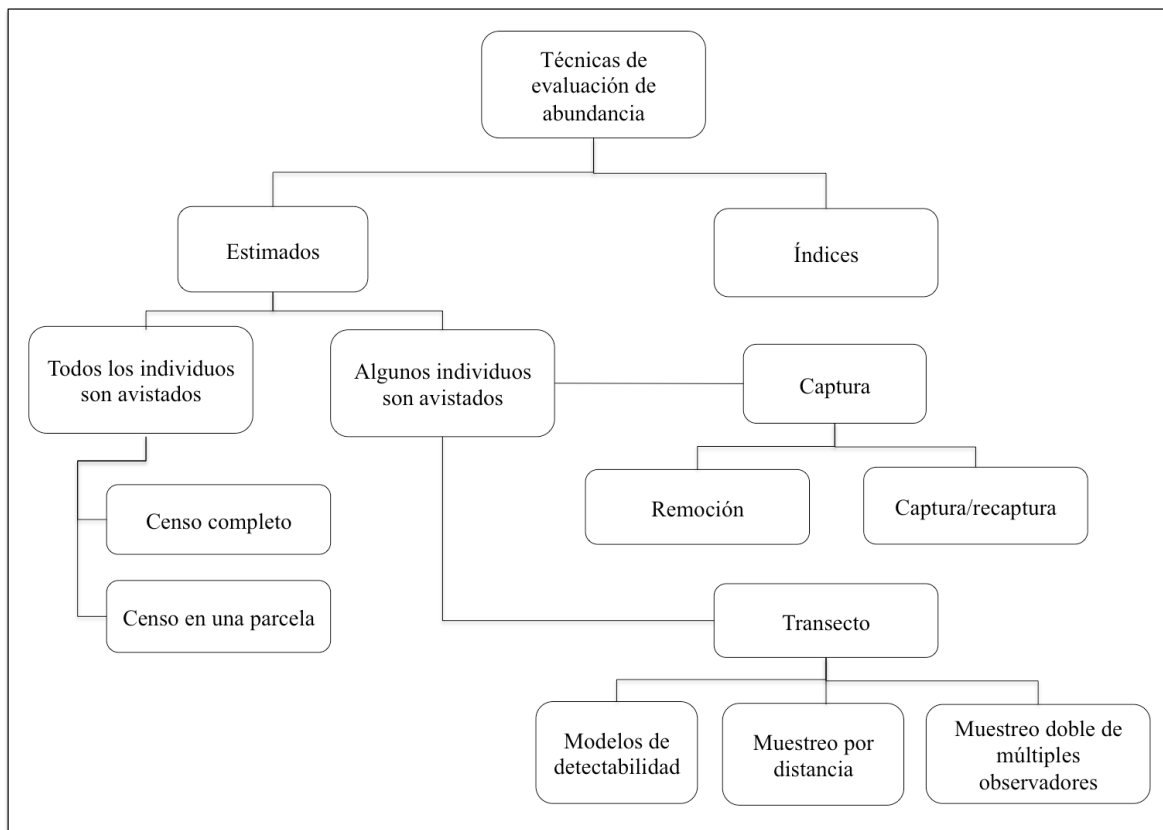 Técnicas de
evaluación de
abundancia
Estimados
Índices
Todos los individuos
son avistados
Algunos individuos
son avistados
Captura
Remoción
Captura/recaptura
Censo completo
Censo en una parcela
Transecto
Modelos de
detectabilidad
Muestreo por
distancia
Muestreo doble de
múltiples
observadores